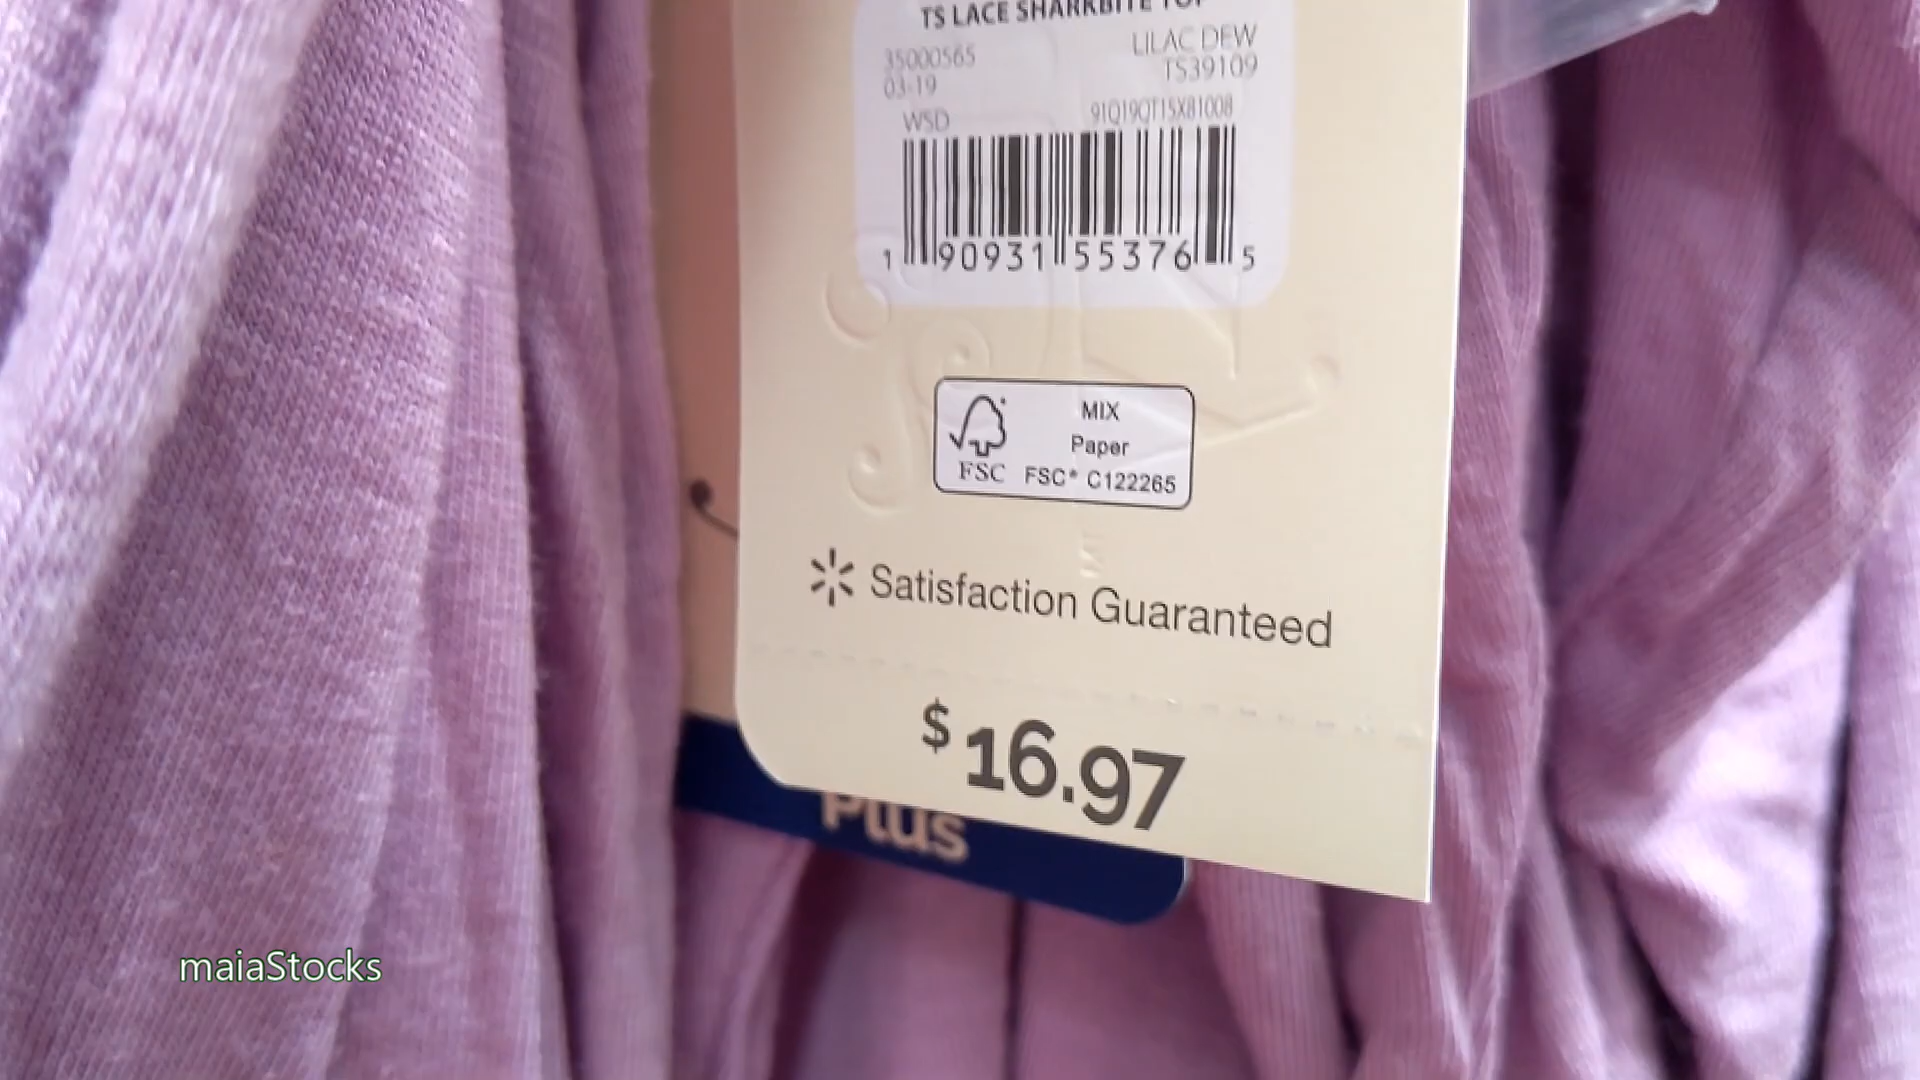 TS LACE SHARKBITE TOP
35000565
LILAC DEW
03-19
TS39109
WSD
91Q19QT15XB1008
1 90931 55376 5
MIX
Paper
FSC FSC® C122265
Satisfaction Guaranteed
$16.97
Plus
maiaStocks